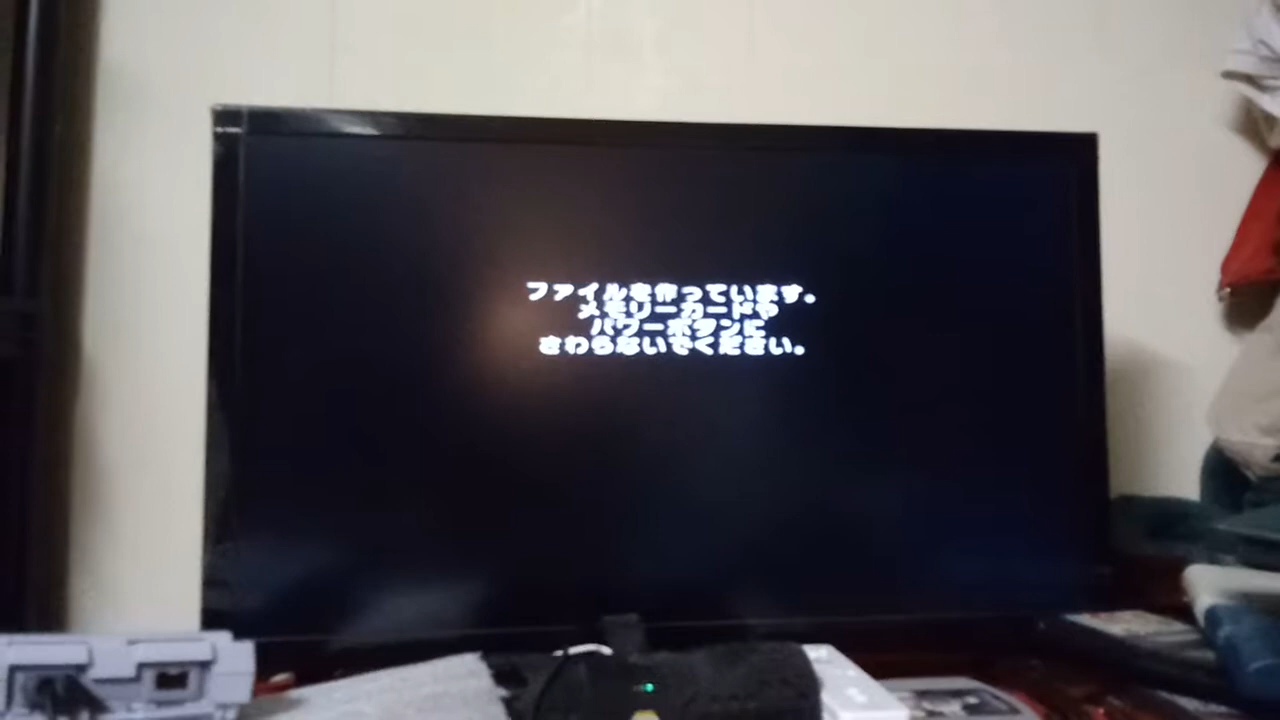 ファイルを作っています。
メモリーカードや
パワーボタンに
さわらないでください。